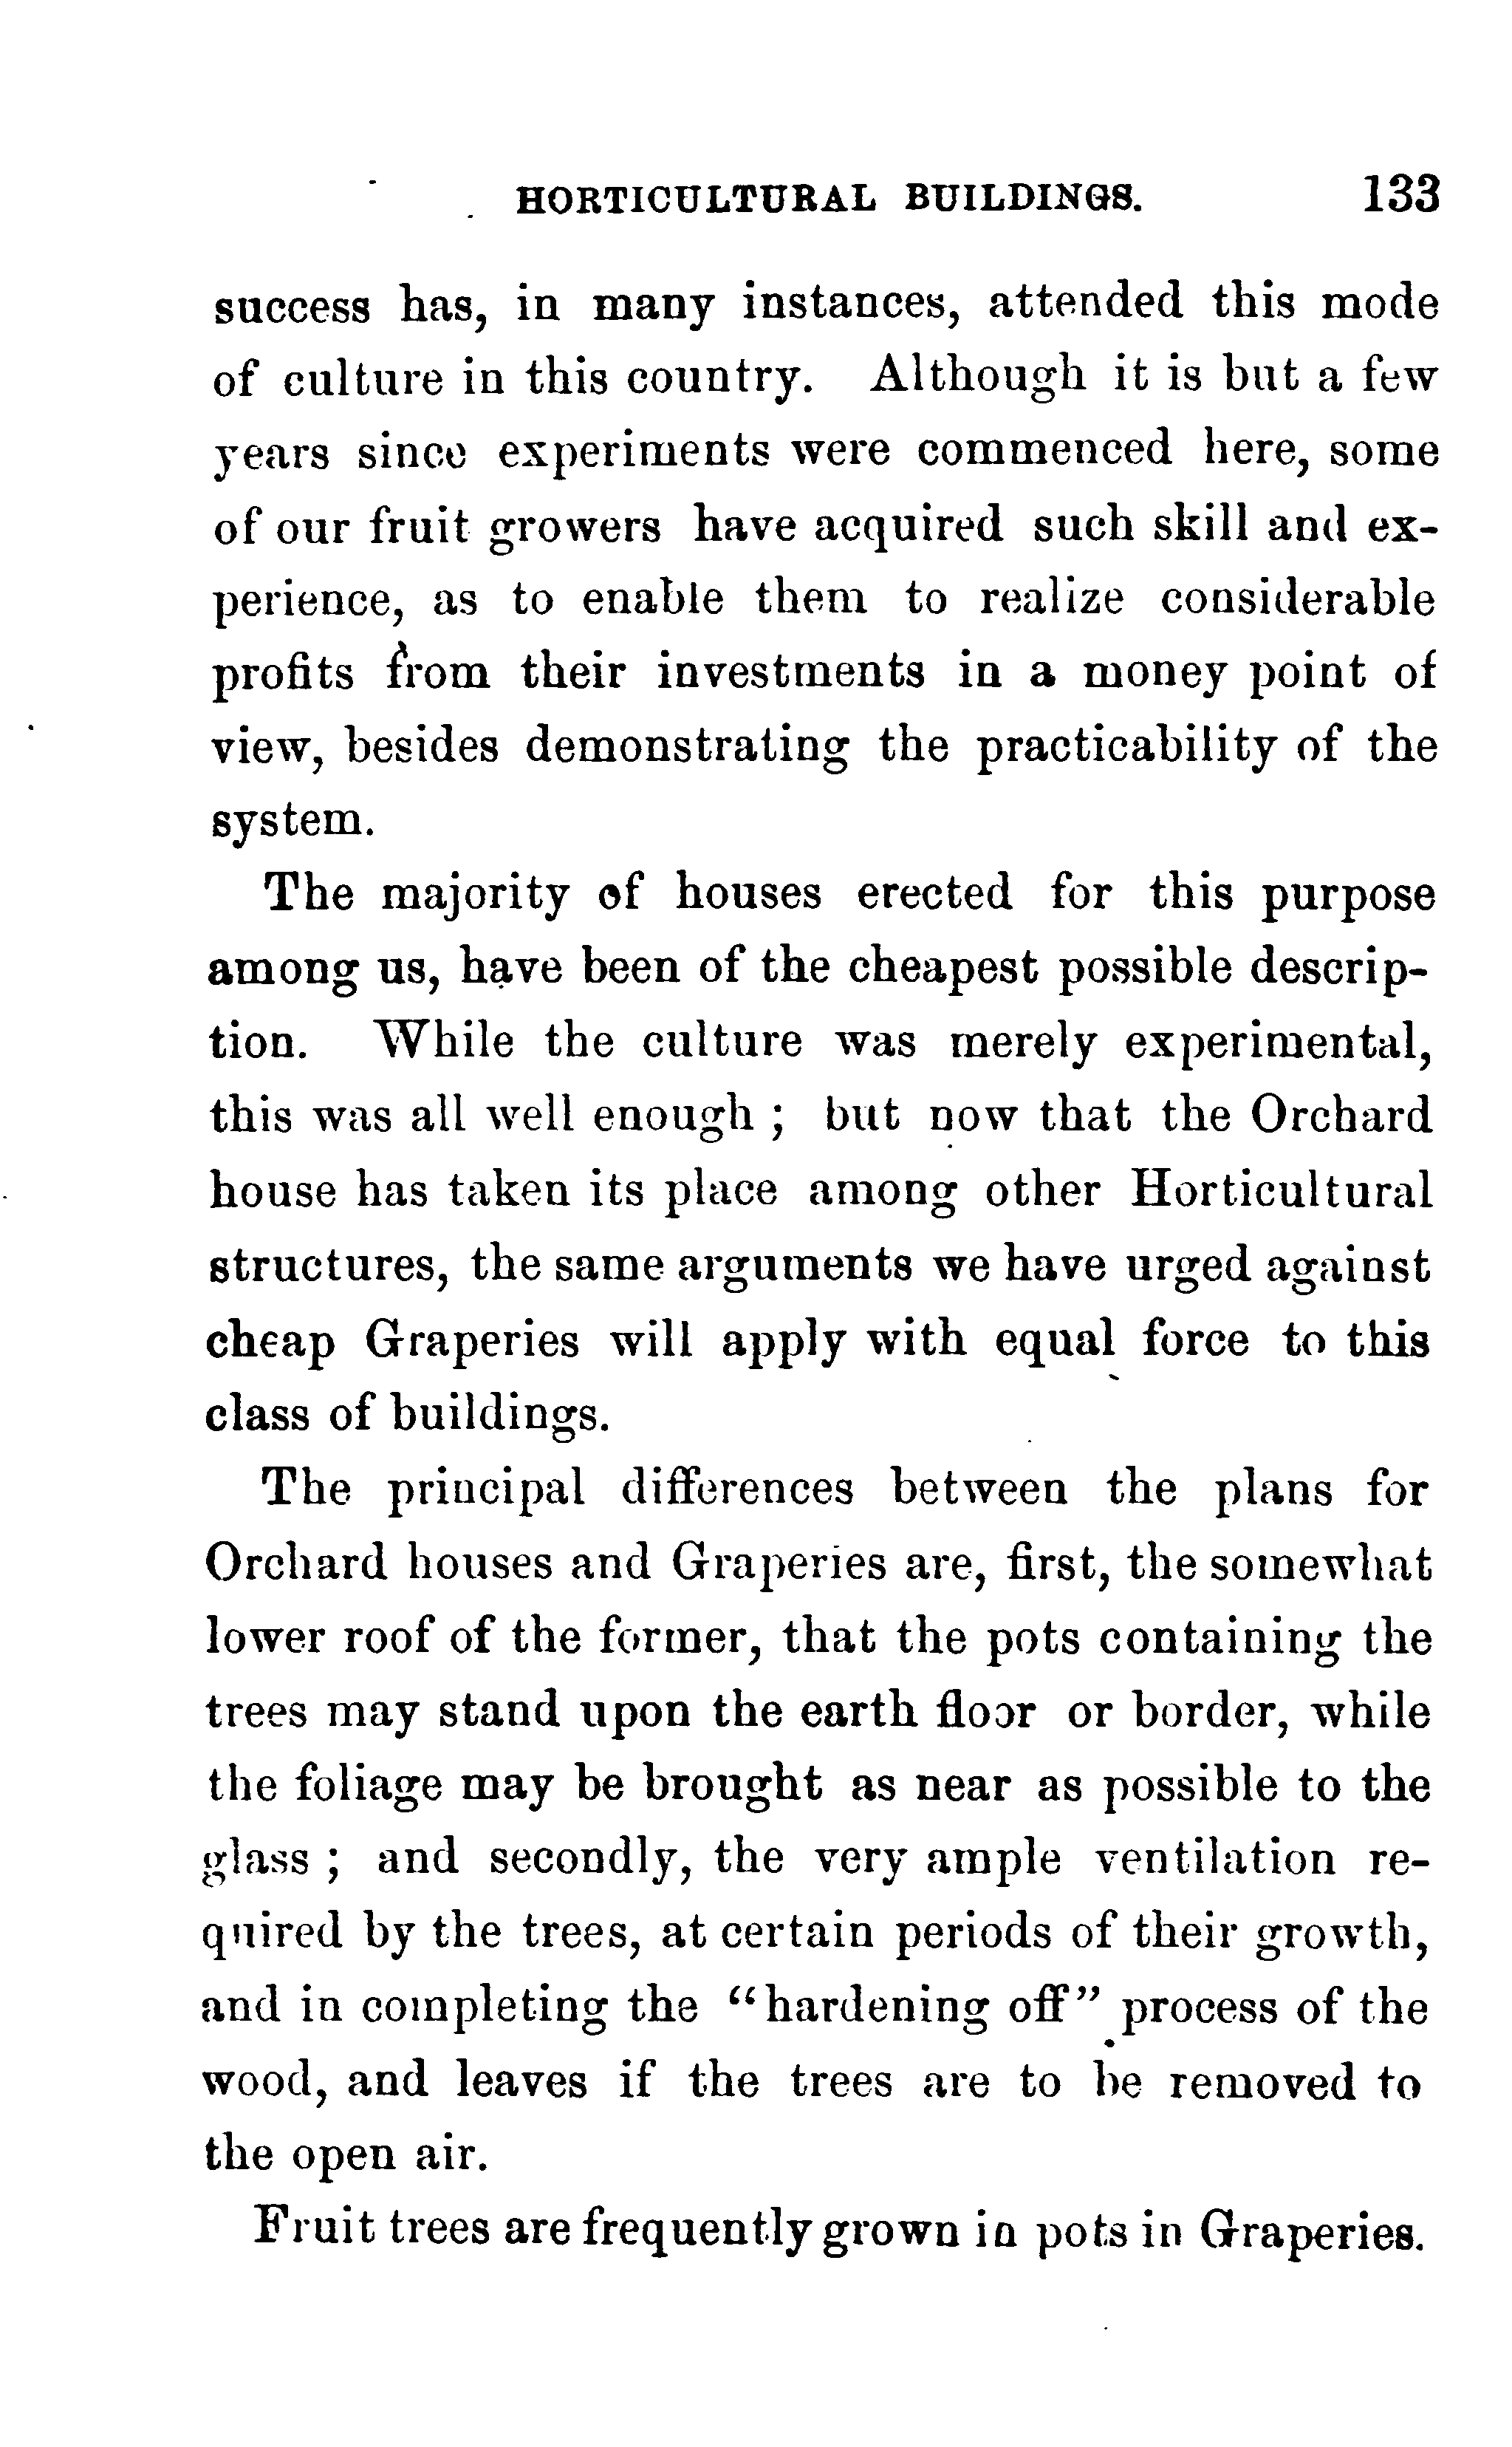 HORTICULTURAL BUILDINGS. 133
success has, in many instances, attended this mode
of culture in this country. Although it is but a few
years since experiments were commenced here, some
of our fruit growers have acquired such skill and ex-
perience, as to enable them to realize considerable
profits from their investments in a money point of
view, besides demonstrating the practicability of the
system.
The majority of houses erected for this purpose
among us, have been of the cheapest possible descrip-
tion. While the culture was merely experimental,
this was all well enough ; but now that the Orchard
house has taken its place among other Horticultural
structures, the same arguments we have urged against
cheap Graperies will apply with equal force to this
class of buildings.
The principal differences between the plans for
Orchard houses and Graperies are, first, the somewhat
lower roof of the former, that the pots containing the
trees may stand upon the earth floor or border, while
the foliage may be brought as near as possible to the
glass ; and secondly, the very ample ventilation re-
quired by the trees, at certain periods of their growth,
and in completing the “hardening off” process of the
wood, and leaves if the trees are to be removed to
the open air.
Fruit trees are frequently grown in pots in Graperies.